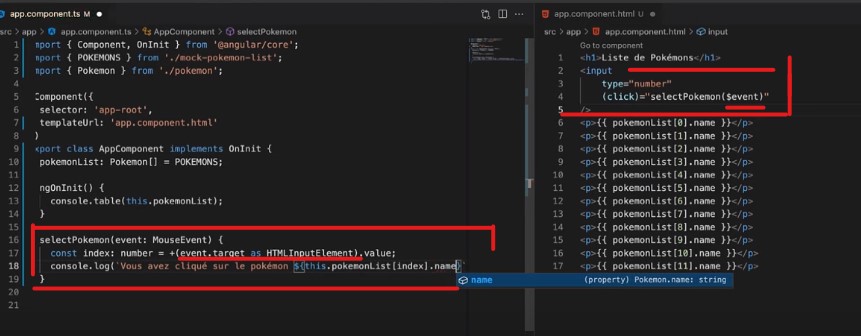 app.component.ts M
src > app > app.component.ts > AppComponent > selectPokemon
1 mport { Component, OnInit } from '@angular/core';
2 mport { POKEMONS } from './mock-pokemon-list';
3 mport { Pokemon } from './pokemon';
4
5 Component({
6 selector: 'app-root',
7 templateUrl: 'app.component.html'
8 )
9 xport class AppComponent implements OnInit {
10 pokemonList: Pokemon[] = POKEMONS;
11
12 ngOnInit() {
13 console.table(this.pokemonList);
14 }
15
16 selectPokemon(event: MouseEvent) {
17 const index: number = +(event.target as HTMLInputElement).value;
18 console.log(`Vous avez cliqué sur le pokémon ${this.pokemonList[index].name}`
name (property) Pokemon.name: string
19 }
20
21
app.component.html U
src > app > app.component.html > input
Go to component
1 <h1>Liste de Pokémons</h1>
2 <input
3 type="number"
4 (click)="selectPokemon($event)"
5 />
6 <p>{{ pokemonList[0].name }}</p>
7 <p>{{ pokemonList[1].name }}</p>
8 <p>{{ pokemonList[2].name }}</p>
9 <p>{{ pokemonList[3].name }}</p>
10 <p>{{ pokemonList[4].name }}</p>
11 <p>{{ pokemonList[5].name }}</p>
12 <p>{{ pokemonList[6].name }}</p>
13 <p>{{ pokemonList[7].name }}</p>
14 <p>{{ pokemonList[8].name }}</p>
15 <p>{{ pokemonList[9].name }}</p>
16 <p>{{ pokemonList[10].name }}</p>
17 <p>{{ pokemonList[11].name }}</p>